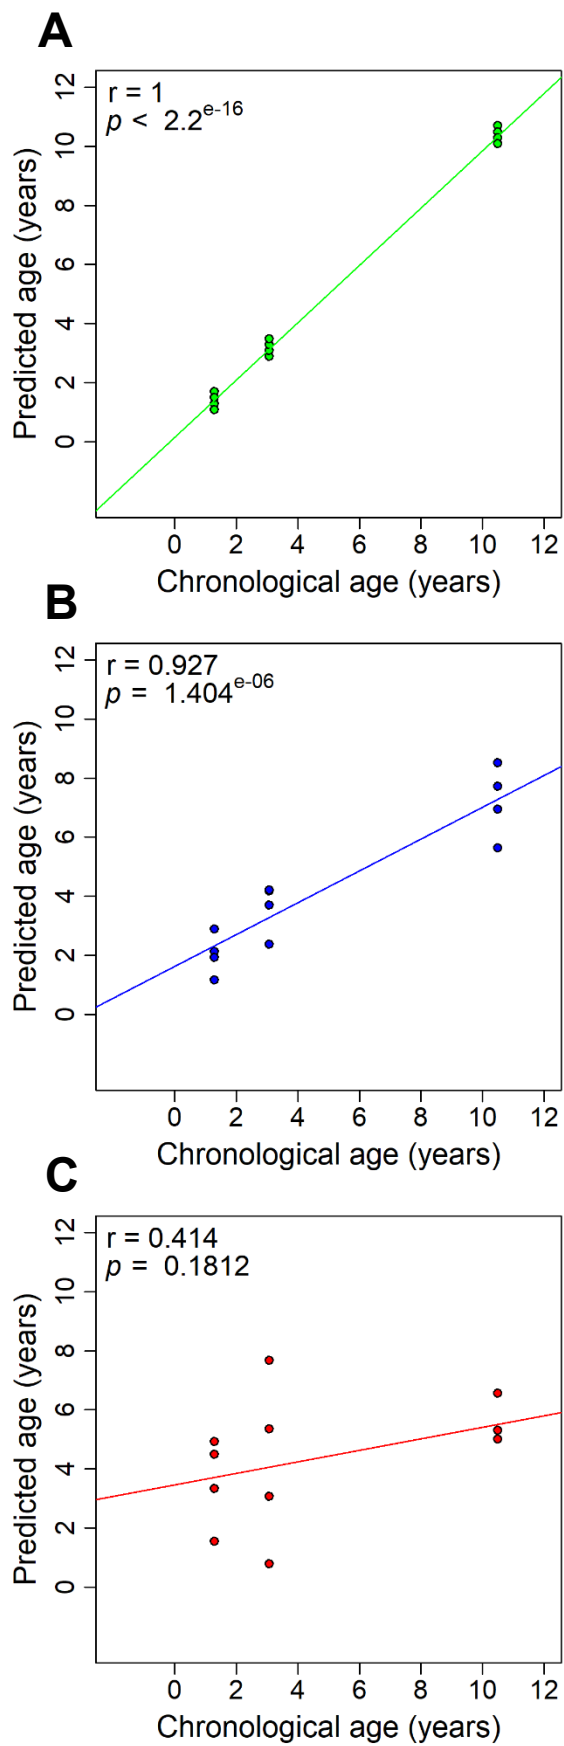 A
r = 1
p < 2.2e-16
12
10
8
6
4
2
0
Predicted age (years)
0 2 4 6 8 10 12
Chronological age (years)
B
r = 0.927
p = 1.404e-06
12
10
8
6
4
2
0
Predicted age (years)
0 2 4 6 8 10 12
Chronological age (years)
C
r = 0.414
p = 0.1812
12
10
8
6
4
2
0
Predicted age (years)
0 2 4 6 8 10 12
Chronological age (years)